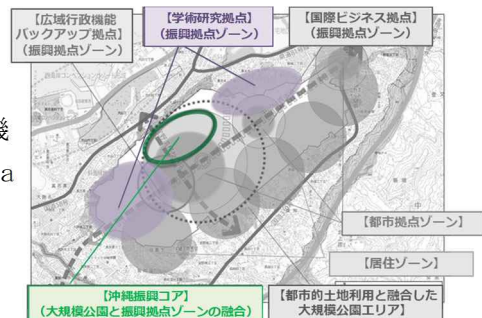 【広域行政機能
バックアップ拠点】
（振興拠点ゾーン）
【学術研究拠点】
（振興拠点ゾーン）
【国際ビジネス拠点】
（振興拠点ゾーン）
機
a
【都市拠点ゾーン】
【居住ゾーン】
【沖縄振興コア】
（大規模公園と振興拠点ゾーンの融合）
【都市的土地利用と融合した
大規模公園エリア】